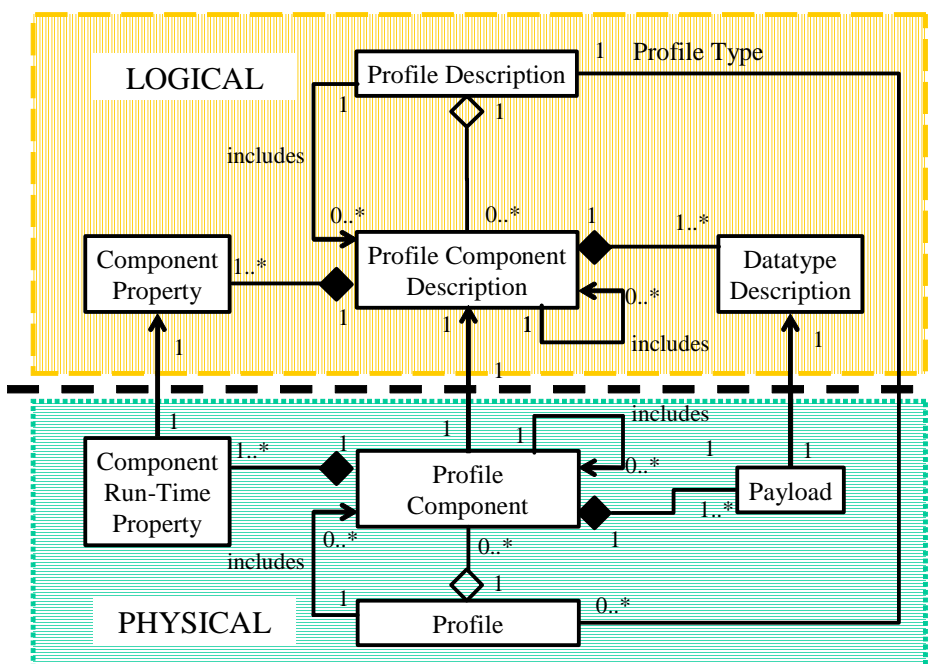 1
Profile Type
LOGICAL
Profile Description
1
1
includes
0..*
0..*
1
1..*
Component
Property
1..*
Profile Component
Description
Datatype
Description
0..*
1
1
1
1
includes
1
1
1
1
1
1
1
1
includes
1..*
1
Component
Run-Time
Property
Profile
Component
0..*
Payload
1..*
0..*
0..*
1
includes
1
1
0..*
PHYSICAL
Profile